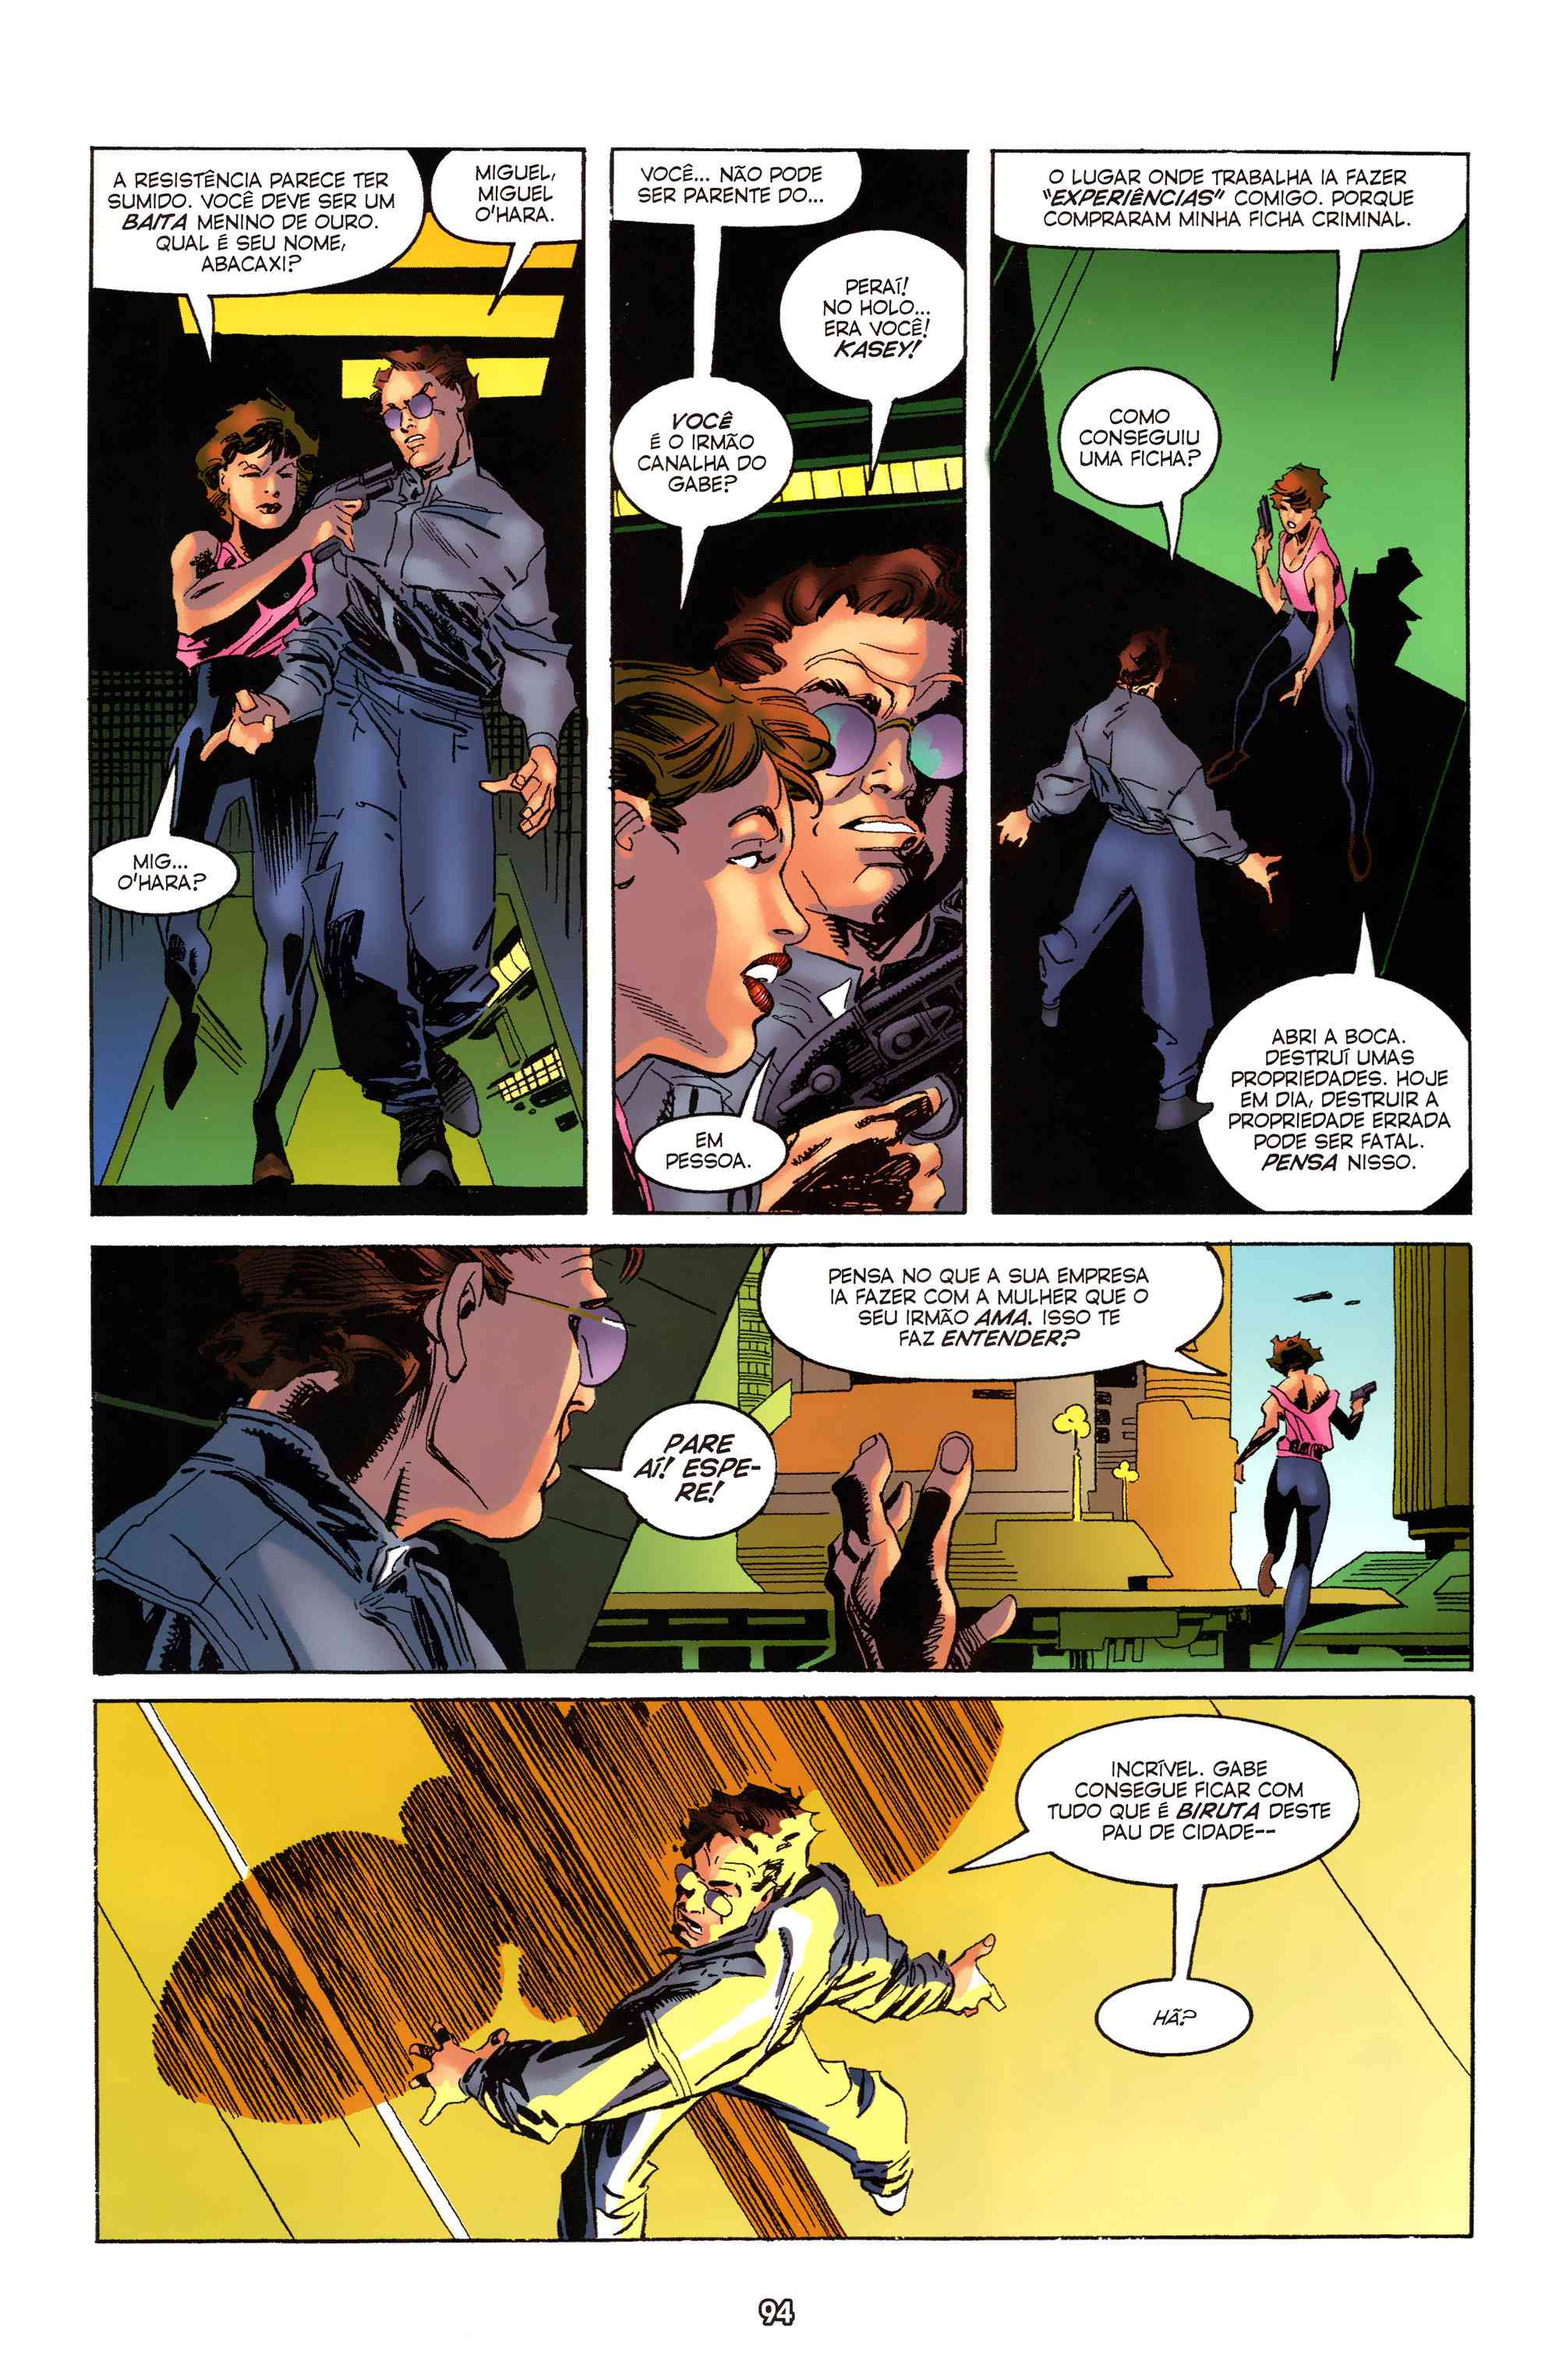 A RESISTÊNCIA PARECE TER
SUMIDO. VOCÊ DEVE SER UM
BAITA MENINO DE OURO.
QUAL É SEU NOME,
ABACAXI?
MIGUEL,
MIGUEL
O'HARA.
MIG...
O'HARA?
VOCÊ... NÃO PODE
SER PARENTE DO...
PERAÍ!
NO HOLO...
ERA VOCÊ!
KASEY!
VOCÊ
É O IRMÃO
CANALHA DO
GABE?
EM
PESSOA.
O LUGAR ONDE TRABALHA IA FAZER
"EXPERIÊNCIAS" COMIGO. PORQUE
COMPRARAM MINHA FICHA CRIMINAL.
COMO
CONSEGUIU
UMA FICHA?
ABRI A BOCA.
DESTRUÍ UMAS
PROPRIEDADES. HOJE
EM DIA, DESTRUIR A
PROPRIEDADE ERRADA
PODE SER FATAL.
PENSA NISSO.
PENSA NO QUE A SUA EMPRESA
IA FAZER COM A MULHER QUE O
SEU IRMÃO AMA. ISSO TE
FAZ ENTENDER?
PARE
AÍ! ESPE-
RE!
INCRÍVEL. GABE
CONSEGUE FICAR COM
TUDO QUE É BIRUTA DESTE
PAU DE CIDADE--
HÃ?
94